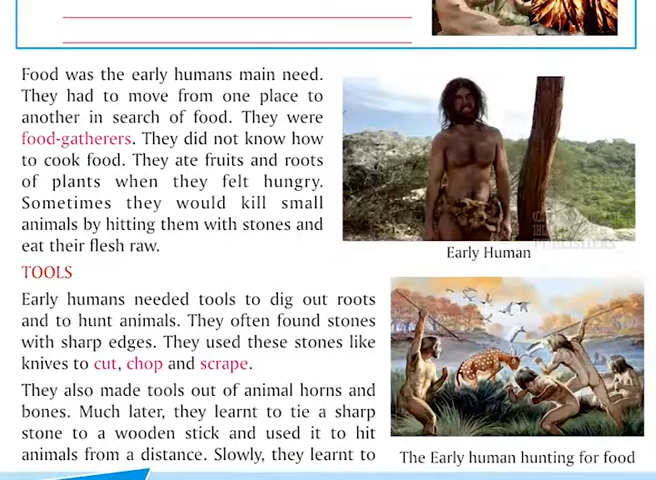 Food was the early humans main need.
They had to move from one place to
another in search of food. They were
food-gatherers. They did not know how
to cook food. They ate fruits and roots
of plants when they felt hungry.
Sometimes they would kill small
animals by hitting them with stones and
eat their flesh raw.
Early Human
PUBLISHERS
TOOLS
Early humans needed tools to dig out roots
and to hunt animals. They often found stones
with sharp edges. They used these stones like
knives to cut, chop and scrape.
They also made tools out of animal horns and
bones. Much later, they learnt to tie a sharp
stone to a wooden stick and used it to hit
animals from a distance. Slowly, they learnt to
The Early human hunting for food